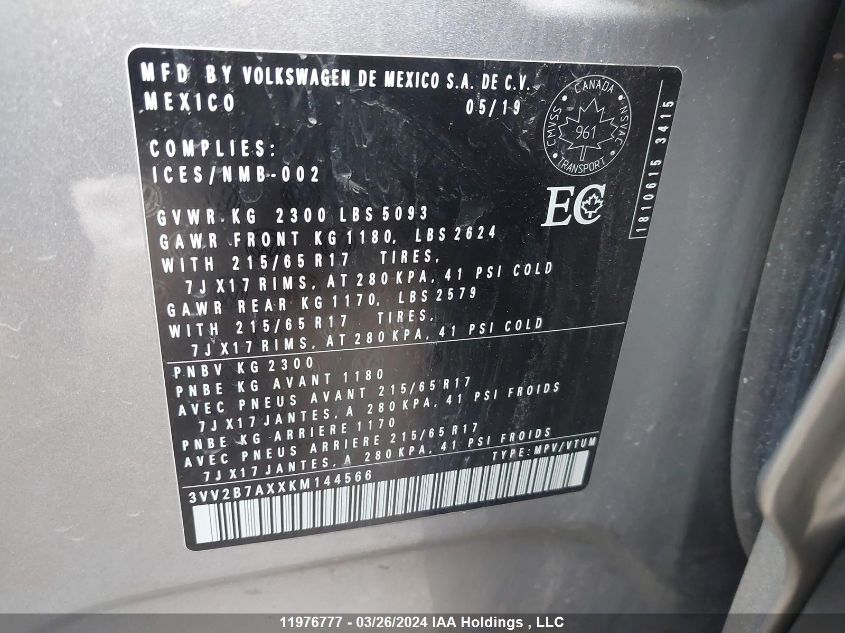 MFD BY VOLKSWAGEN DE MEXICO S.A. DE C.V.
MEXICO 05/19
COMPLIES:
ICES/NMB-002
CANADA
CMVSS
NSVAC
961
TRANSPORT
EC
1810615 3415
GVWR.KG 2300 LBS 5093
GAWR FRONT KG 1180, LBS 2624
WITH 215/65 R17 TIRES,
7J X 17 RIMS, AT 280 KPA, 41 PSI COLD
GAWR REAR KG 1170, LBS 2579
WITH 215/65 R17 TIRES,
7J X 17 RIMS, AT 280 KPA, 41 PSI COLD
PNBV KG 2300
PNBE KG AVANT 1180
AVEC PNEUS AVANT 215/65 R17
7J X17 JANTES, A 280 KPA, 41 PSI FROIDS
PNBE KG ARRIERE 1170
AVEC PNEUS ARRIERE 215/65 R17
7J X17 JANTES, A 280 KPA, 41 PSI FROIDS
3VV2B7AXXKM144566 TYPE: MPV/VTUM
11976777 - 03/26/2024 IAA Holdings , LLC